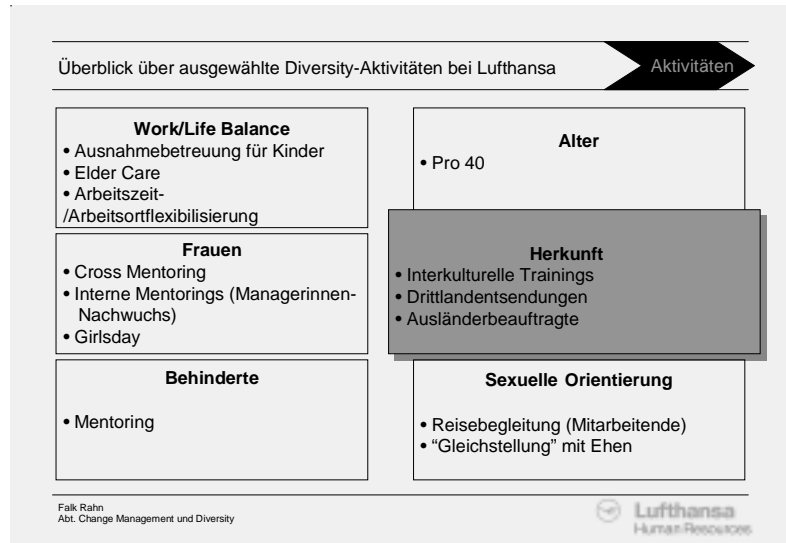 Überblick über ausgewählte Diversity-Aktivitäten bei Lufthansa
Aktivitäten
Work/Life Balance
• Ausnahmebetreuung für Kinder
• Elder Care
• Arbeitszeit-
/Arbeitsortflexibilisierung
Alter
• Pro 40
Frauen
• Cross Mentoring
• Interne Mentorings (Managerinnen-
Nachwuchs)
• Girlsday
Herkunft
• Interkulturelle Trainings
• Drittlandentsendungen
• Ausländerbeauftragte
Behinderte
• Mentoring
Sexuelle Orientierung
• Reisebegleitung (Mitarbeitende)
• “Gleichstellung” mit Ehen
Falk Rahn
Abt. Change Management und Diversity
Lufthansa
Human Resources